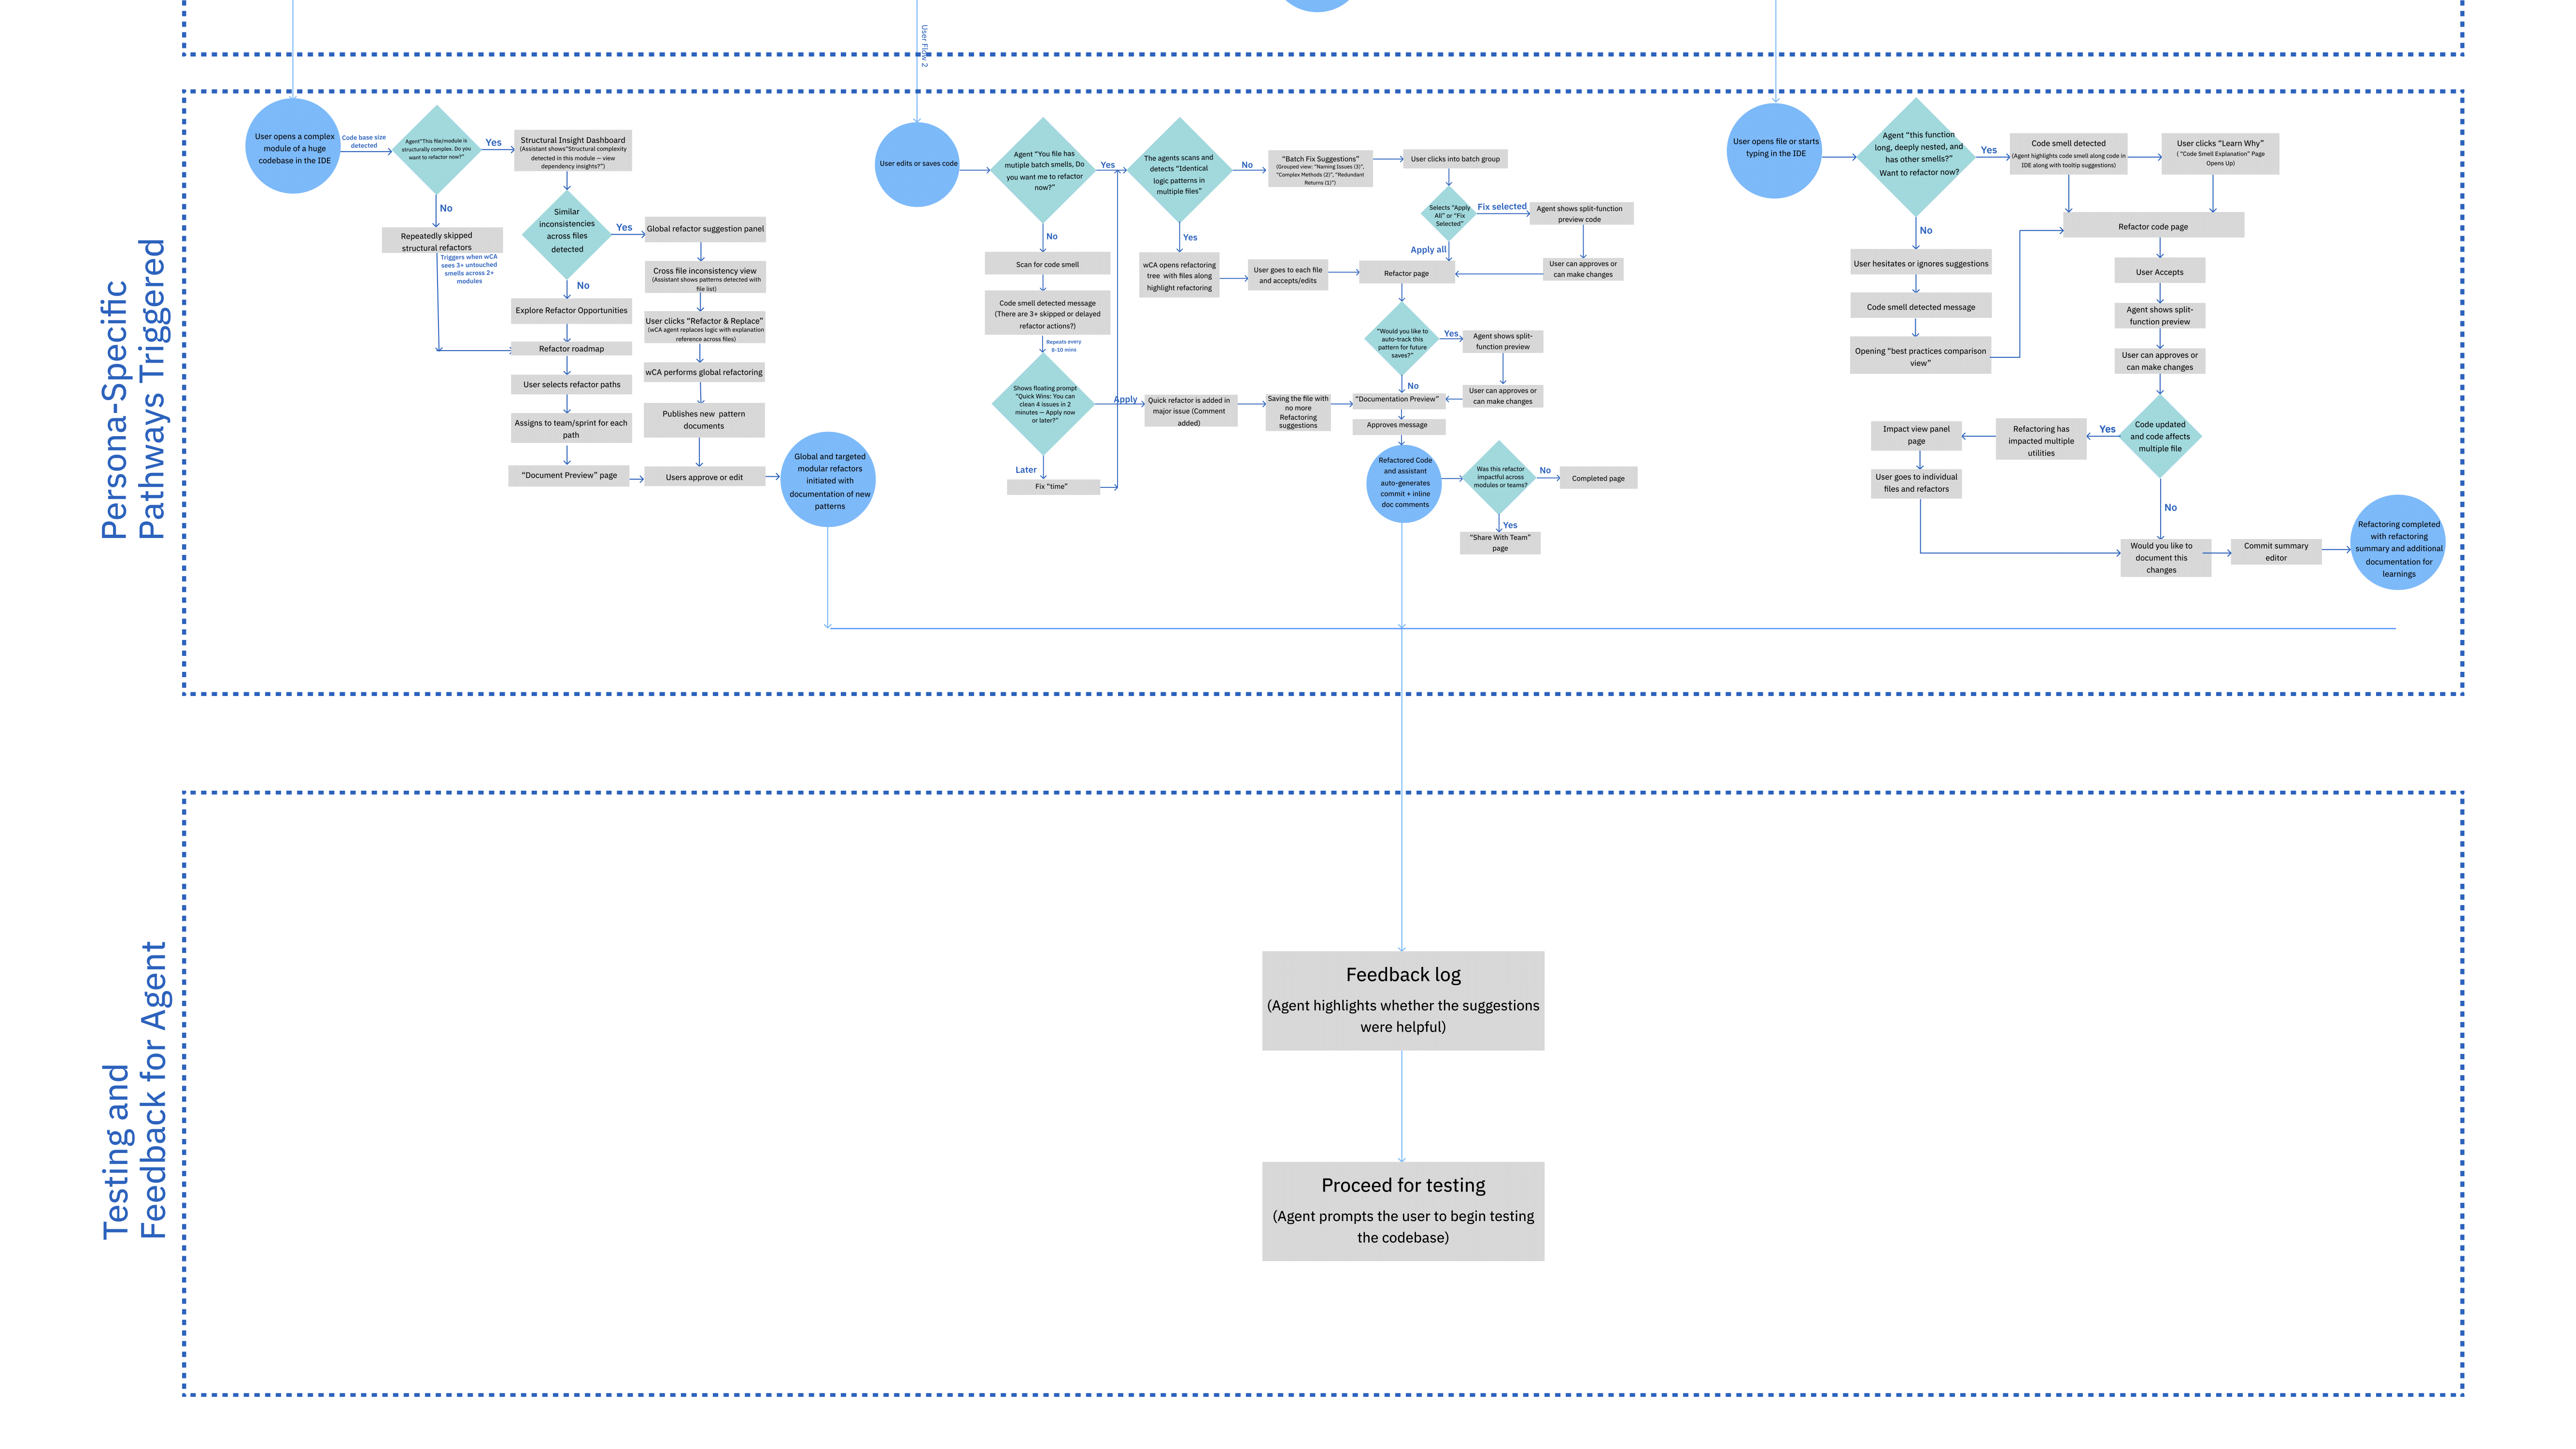 User Flow 2
Persona-Specific
Pathways Triggered
User opens a complex
module of a huge
codebase in the IDE
Code base size
detected
Agent“This file/module is
structurally complex. Do you
want to refactor now?”
Yes
Structural Insight Dashboard
(Assistant shows“Structural complexity
detected in this module — view
dependency insights?”)
No
Repeatedly skipped
structural refactors
Triggers when wCA
sees 3+ untouched
smells across 2+
modules
Similar
inconsistencies
across files
detected
Yes
Global refactor suggestion panel
Cross file inconsistency view
(Assistant shows patterns detected with
file list)
No
Explore Refactor Opportunities
User clicks “Refactor & Replace”
(wCA agent replaces logic with explanation
reference across files)
Refactor roadmap
wCA performs global refactoring
User selects refactor paths
Publishes new pattern
documents
Assigns to team/sprint for each
path
“Document Preview” page
Users approve or edit
Global and targeted
modular refactors
initiated with
documentation of new
patterns
User edits or saves code
Agent “You file has
mutiple batch smells, Do
you want me to refactor
now?”
Yes
The agents scans and
detects “Identical
logic patterns in
multiple files”
No
“Batch Fix Suggestions”
(Grouped view: “Naming Issues (3)”,
“Complex Methods (2)”, “Redundant
Returns (1)”)
User clicks into batch group
Selects “Apply
All” or “Fix
Selected”
Fix selected
Agent shows split-function
preview code
Apply all
User can approves or
can make changes
No
Scan for code smell
Yes
wCA opens refactoring
tree with files along
highlight refactoring
User goes to each file
and accepts/edits
Refactor page
Code smell detected message
(There are 3+ skipped or delayed
refactor actions?)
Repeats every
8-10 mins
“Would you like to
auto-track this
pattern for future
saves?”
Yes
Agent shows split-
function preview
No
User can approves or
can make changes
Shows floating prompt
“Quick Wins: You can
clean 4 issues in 2
minutes — Apply now
or later?”
Apply
Quick refactor is added in
major issue (Comment
added)
Saving the file with
no more
Refactoring
suggestions
“Documentation Preview”
Approves message
Later
Fix “time”
Refactored Code
and assistant
auto-generates
commit + inline
doc comments
Was this refactor
impactful across
modules or teams?
No
Completed page
Yes
“Share With Team”
page
User opens file or starts
typing in the IDE
Agent “this function
long, deeply nested, and
has other smells?”
Want to refactor now?
Yes
Code smell detected
(Agent highlights code smell along code in
IDE along with tooltip suggestions)
User clicks “Learn Why”
( “Code Smell Explanation” Page
Opens Up)
No
Refactor code page
User hesitates or ignores suggestions
User Accepts
Code smell detected message
Agent shows split-
function preview
Opening “best practices comparison
view”
User can approves or
can make changes
Code updated
and code affects
multiple file
Yes
Refactoring has
impacted multiple
utilities
Impact view panel
page
User goes to individual
files and refactors
No
Would you like to
document this
changes
Commit summary
editor
Refactoring completed
with refactoring
summary and additional
documentation for
learnings
Testing and
Feedback for Agent
Feedback log
(Agent highlights whether the suggestions
were helpful)
Proceed for testing
(Agent prompts the user to begin testing
the codebase)